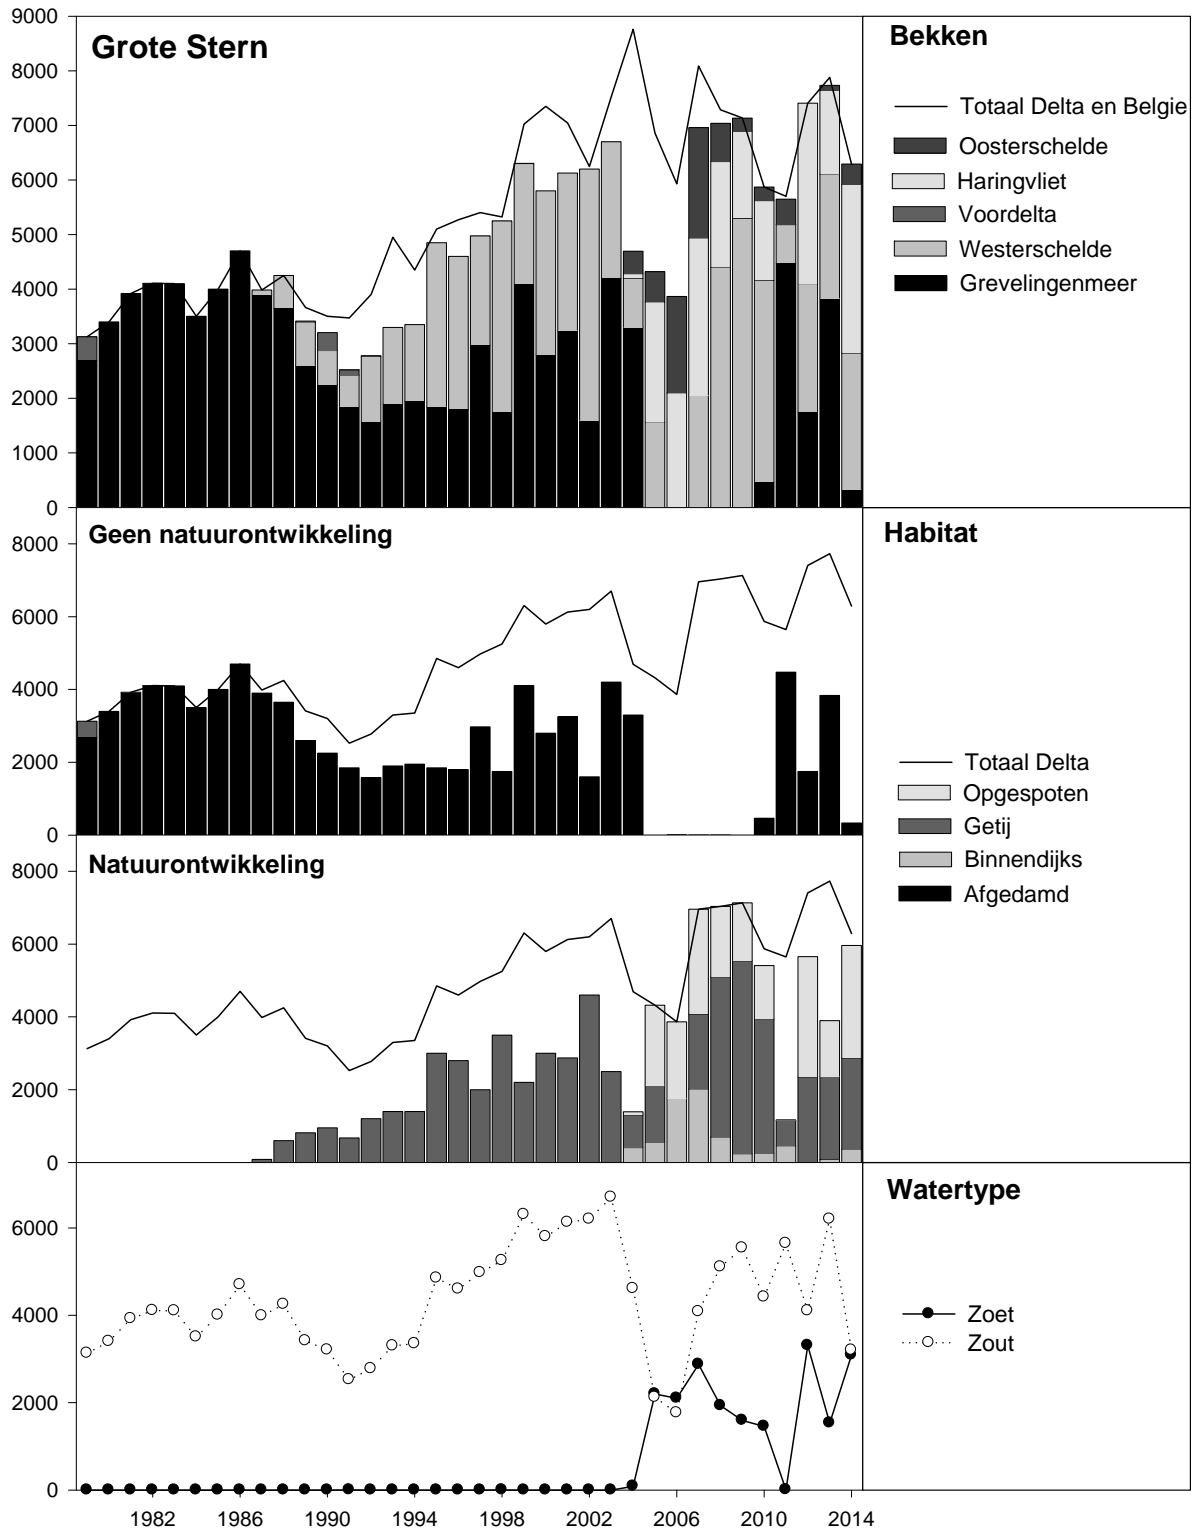 Grote Stern
9000
8000
7000
6000
5000
4000
3000
2000
1000
0
Bekken
Totaal Delta en Belgie
Oosterschelde
Haringvliet
Voordelta
Westerschelde
Grevelingenmeer
Geen natuurontwikkeling
8000
6000
4000
2000
0
Habitat
Totaal Delta
Opgespoten
Getij
Binnendijks
Afgedamd
Natuurontwikkeling
8000
6000
4000
2000
0
Watertype
6000
4000
2000
0
Zoet
Zout
1982 1986 1990 1994 1998 2002 2006 2010 2014